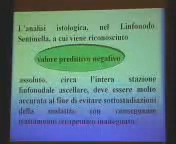 L'analisi istologica, nel Linfonodo
Sentinella, a cui viene riconosciuto
valore predittivo negativo
assoluto, circa l'intera stazione
linfonodale ascellare, deve essere molto
accurata al fine di evitare sottostadiazioni
della malattia con conseguente
trattamento terapeutico inadeguato.